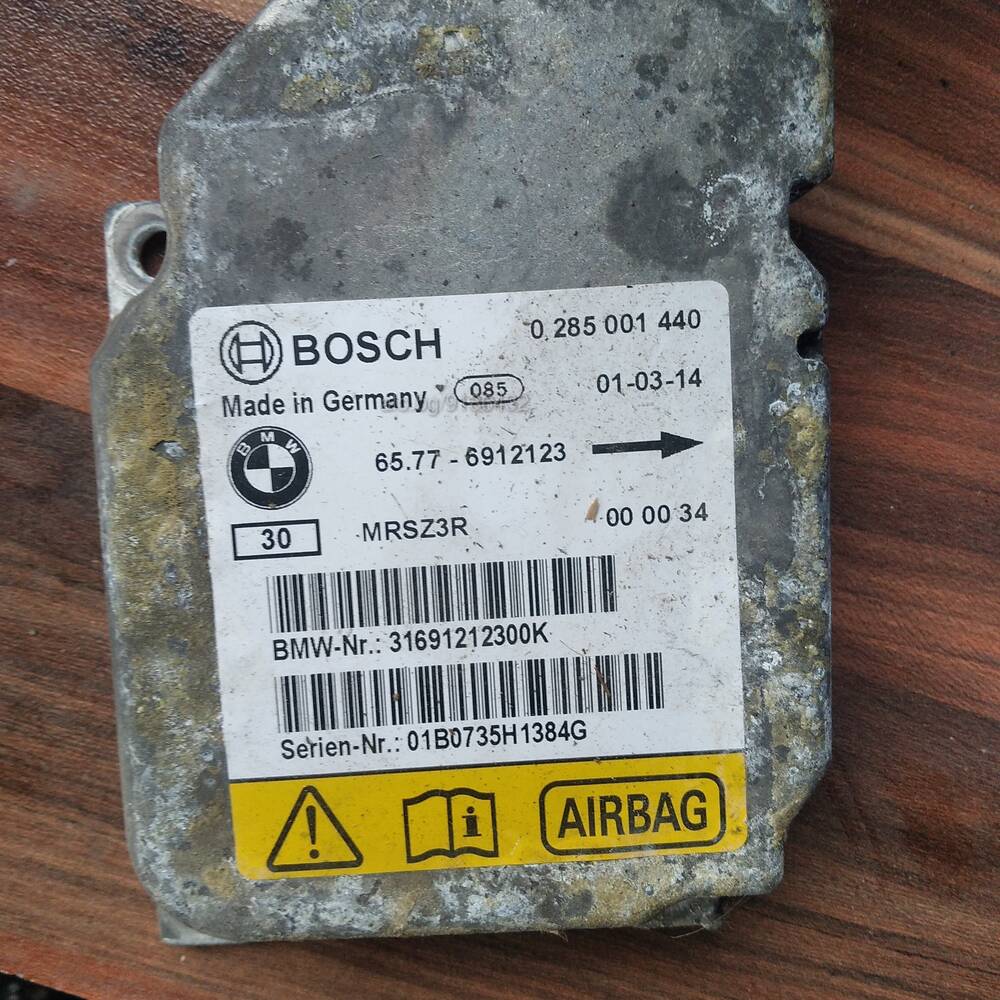 BOSCH 0 285 001 440
Made in Germany 085 01-03-14
BMW
65.77 - 6912123
30 MRSZ3R 00 00 34
BMW-Nr.: 31691212300K
Serien-Nr.: 01B0735H1384G
AIRBAG